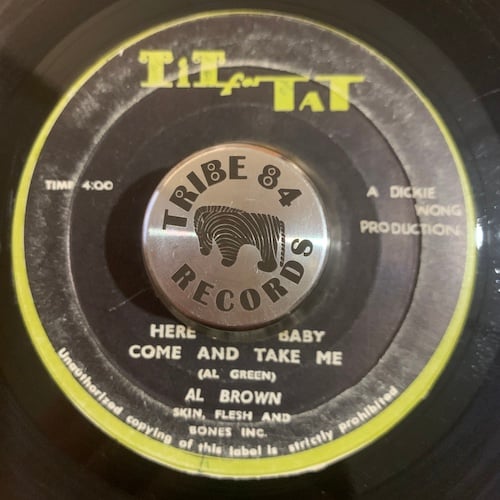 TIT for TAT
TIME 4:00
A DICKIE
WONG
PRODUCTION
TRIBE 84
RECORDS
HERE BABY
COME AND TAKE ME
(AL GREEN)
AL BROWN
SKIN, FLESH AND
BONES INC.
Unauthorized copying of this label is strictly prohibited